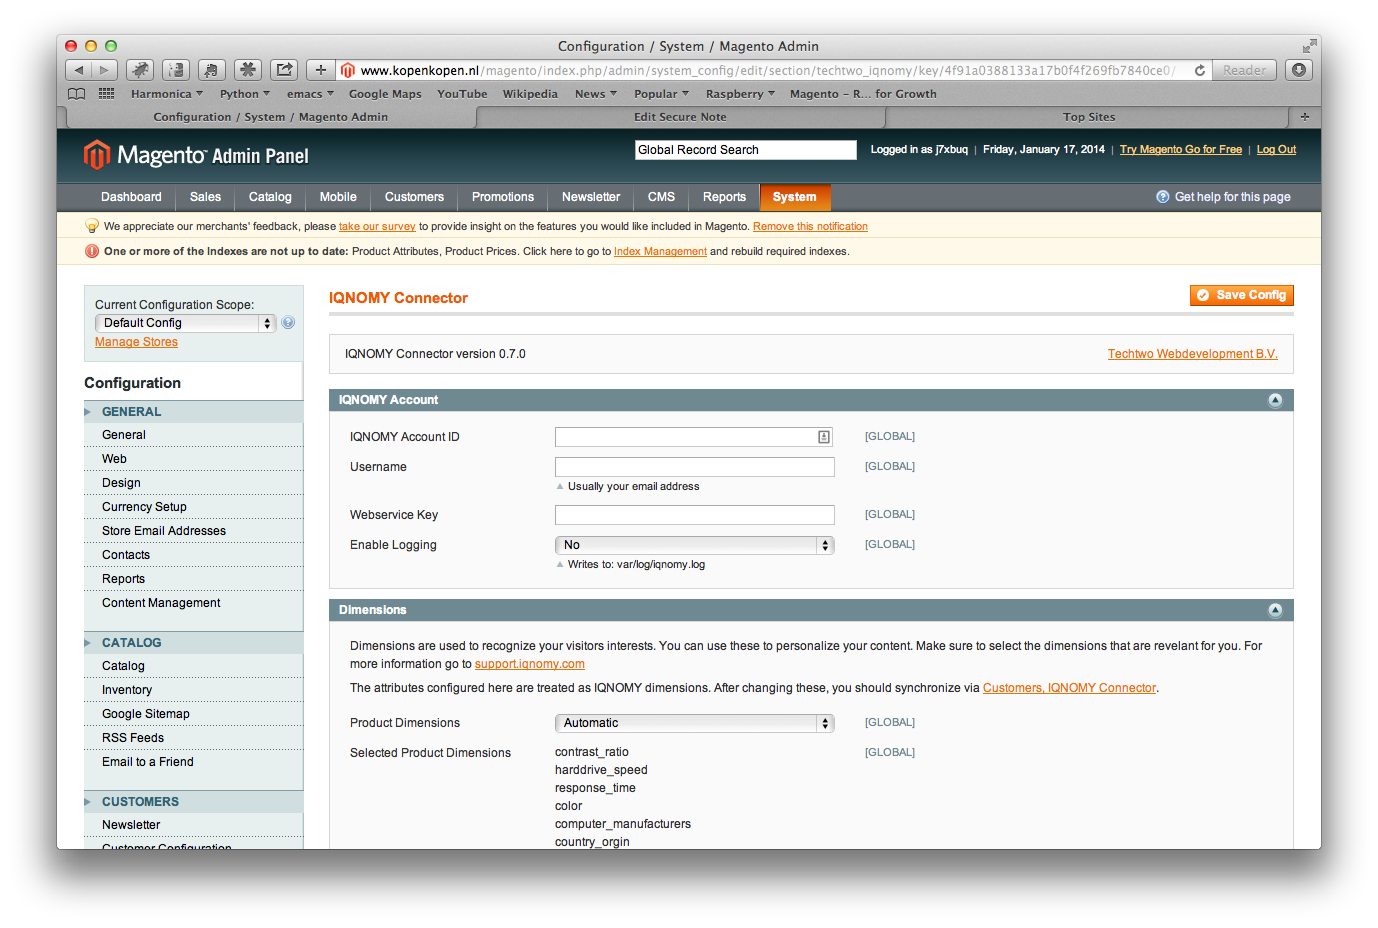 Configuration / System / Magento Admin
www.kopenkopen.nl/magento/index.php/admin/system_config/edit/section/techtwo_iqnomy/key/4f91a0388133a17b0f4f269fb7840ce0/
Reader
Harmonica Python emacs Google Maps YouTube Wikipedia News Popular Raspberry Magento – R... for Growth
Configuration / System / Magento Admin Edit Secure Note Top Sites
Magento Admin Panel
Global Record Search
Logged in as j7xbuq | Friday, January 17, 2014 | Try Magento Go for Free | Log Out
Dashboard Sales Catalog Mobile Customers Promotions Newsletter CMS Reports System
Get help for this page
We appreciate our merchants' feedback, please take our survey to provide insight on the features you would like included in Magento. Remove this notification
One or more of the Indexes are not up to date: Product Attributes, Product Prices. Click here to go to Index Management and rebuild required indexes.
Current Configuration Scope:
Default Config
Manage Stores
Configuration
GENERAL
General
Web
Design
Currency Setup
Store Email Addresses
Contacts
Reports
Content Management
CATALOG
Catalog
Inventory
Google Sitemap
RSS Feeds
Email to a Friend
CUSTOMERS
Newsletter
Customer Configuration
IQNOMY Connector
Save Config
IQNOMY Connector version 0.7.0
Techtwo Webdevelopment B.V.
IQNOMY Account
IQNOMY Account ID [GLOBAL]
Username [GLOBAL]
Usually your email address
Webservice Key [GLOBAL]
Enable Logging No [GLOBAL]
Writes to: var/log/iqnomy.log
Dimensions
Dimensions are used to recognize your visitors interests. You can use these to personalize your content. Make sure to select the dimensions that are revelant for you. For
more information go to support.iqnomy.com
The attributes configured here are treated as IQNOMY dimensions. After changing these, you should synchronize via Customers, IQNOMY Connector.
Product Dimensions Automatic [GLOBAL]
Selected Product Dimensions contrast_ratio [GLOBAL]
harddrive_speed
response_time
color
computer_manufacturers
country_orgin